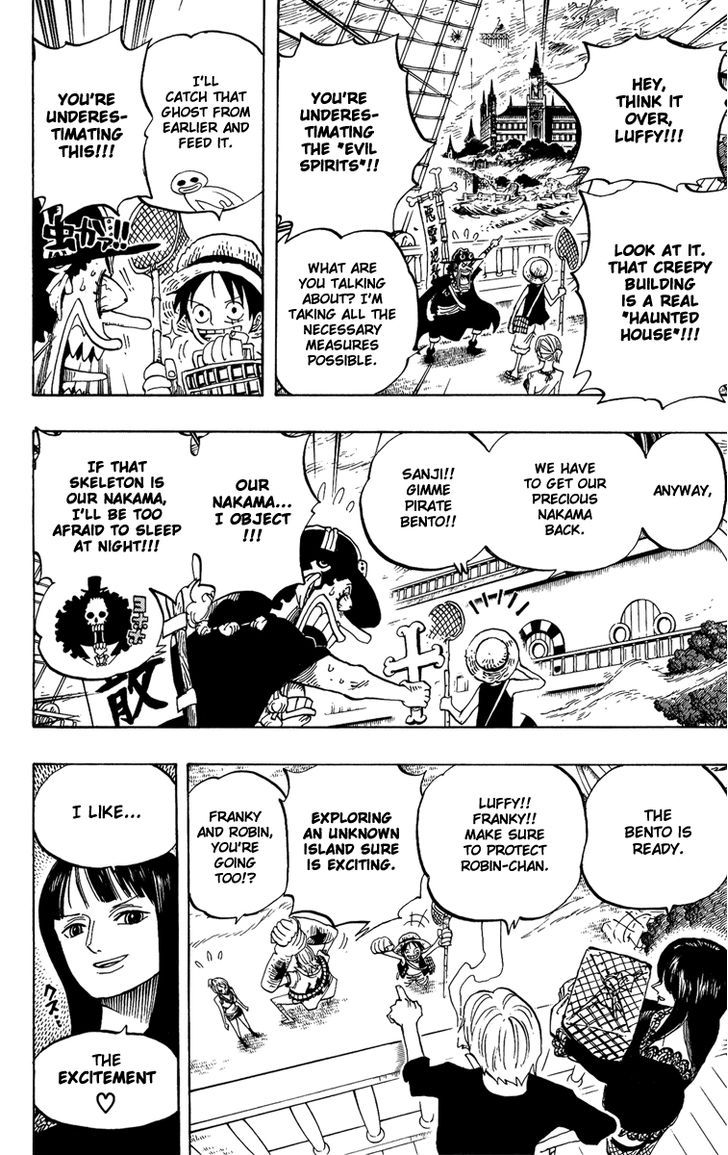 HEY,
THINK IT
OVER,
LUFFY!!!
LOOK AT IT.
THAT CREEPY
BUILDING
IS A REAL
"HAUNTED
HOUSE"!!!
YOU'RE
UNDERES-
TIMATING
THE "EVIL
SPIRITS"!!
WHAT ARE
YOU TALKING
ABOUT? I'M
TAKING ALL THE
NECESSARY
MEASURES
POSSIBLE.
I'LL
CATCH THAT
GHOST FROM
EARLIER AND
FEED IT.
YOU'RE
UNDERES-
TIMATING
THIS!!!
虫かァ!!
ANYWAY,
WE HAVE
TO GET OUR
PRECIOUS
NAKAMA
BACK.
SANJI!!
GIMME
PIRATE
BENTO!!
OUR
NAKAMA...
I OBJECT
!!!
IF THAT
SKELETON IS
OUR NAKAMA,
I'LL BE TOO
AFRAID TO SLEEP
AT NIGHT!!!
散
THE
BENTO IS
READY.
LUFFY!!
FRANKY!!
MAKE SURE
TO PROTECT
ROBIN-CHAN.
EXPLORING
AN UNKNOWN
ISLAND SURE
IS EXCITING.
FRANKY
AND ROBIN,
YOU'RE
GOING
TOO!?
I LIKE...
THE
EXCITEMENT
♡